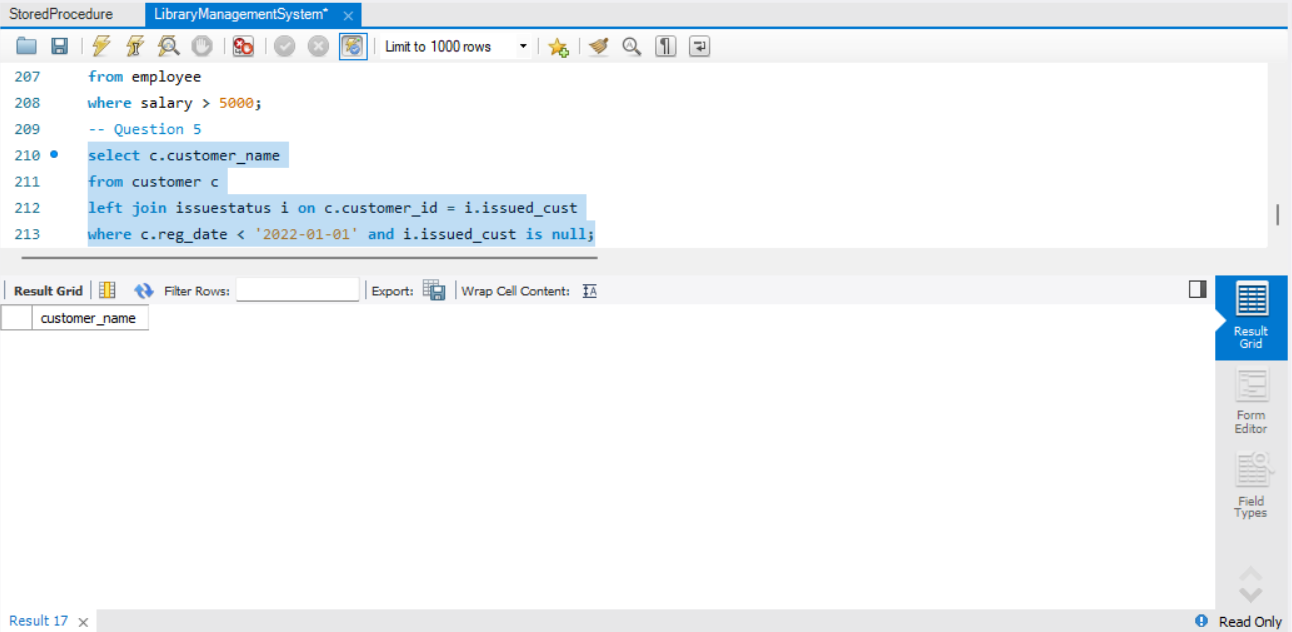 StoredProcedure LibraryManagementSystem* ×
Limit to 1000 rows
207 from employee
208 where salary > 5000;
209 -- Question 5
210 select c.customer_name
211 from customer c
212 left join issuestatus i on c.customer_id = i.issued_cust
213 where c.reg_date < '2022-01-01' and i.issued_cust is null;
Result Grid Filter Rows: Export: Wrap Cell Content: IA
customer_name
Result
Grid
Form
Editor
Field
Types
Result 17 × Read Only